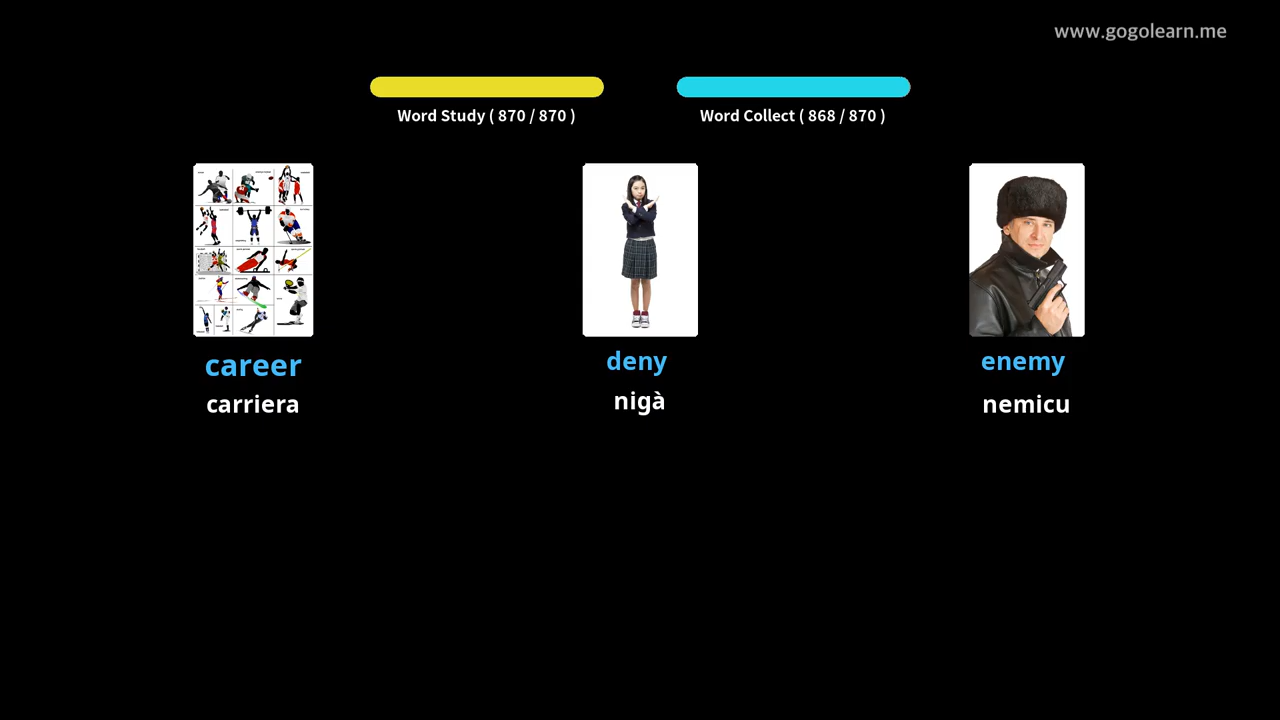 www.gogolearn.me
Word Study ( 870 / 870 )
Word Collect ( 868 / 870 )
career
deny
enemy
carriera
nigà
nemicu